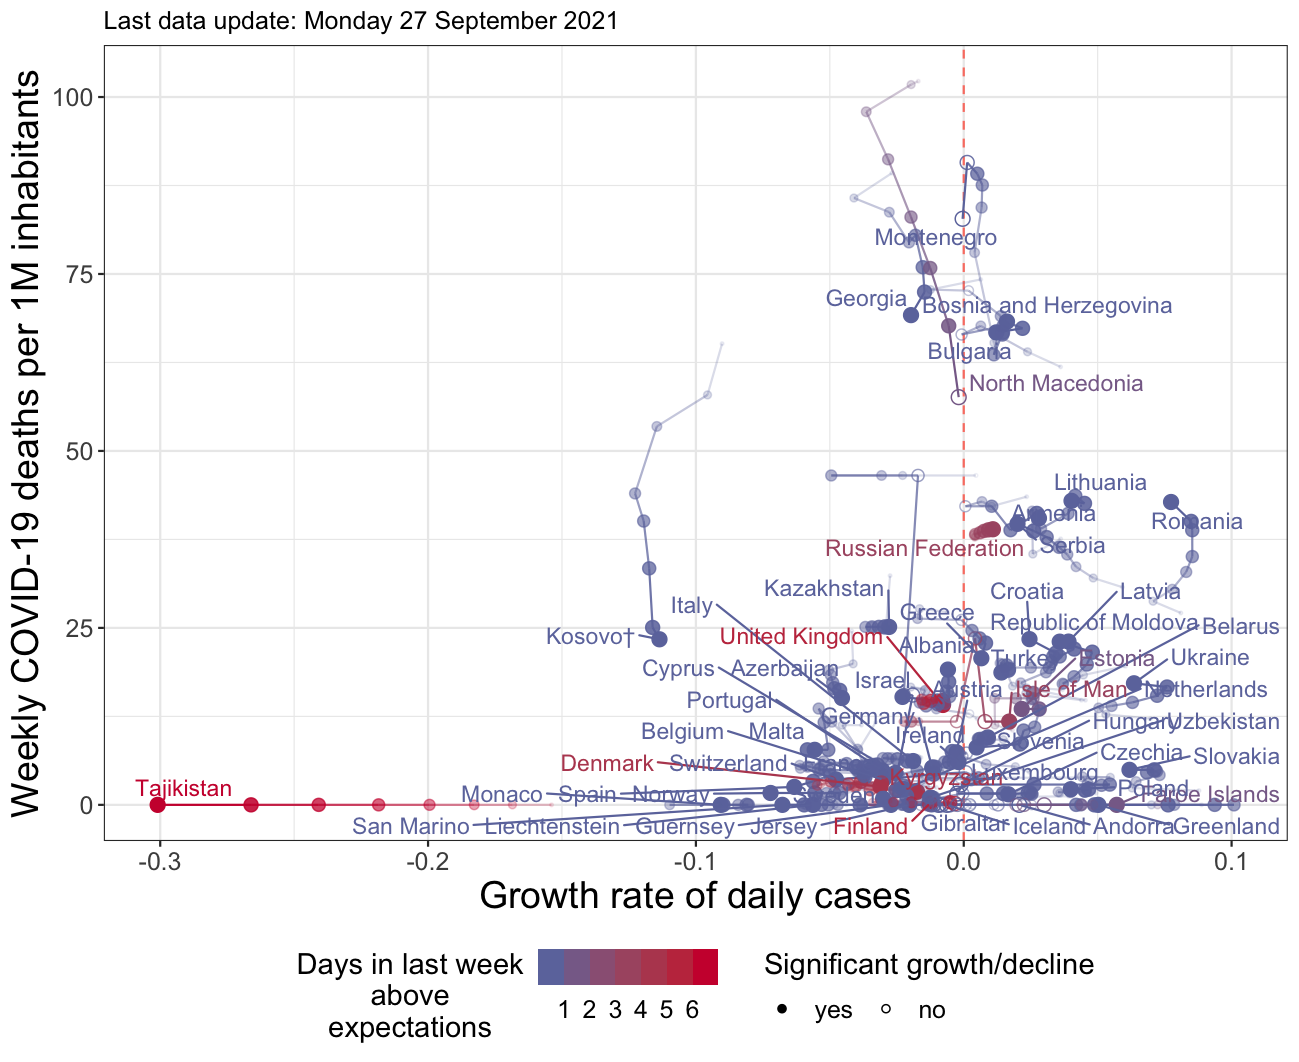 Last data update: Monday 27 September 2021
Weekly COVID-19 deaths per 1M inhabitants
100
75
50
25
0
Montenegro
Georgia
Bosnia and Herzegovina
Bulgaria
North Macedonia
Lithuania
Armenia
Romania
Russian Federation
Serbia
Kazakhstan
Croatia
Latvia
Italy
Greece
Republic of Moldova
Belarus
Kosovo†
United Kingdom
Albania
Turkey
Estonia
Ukraine
Cyprus
Azerbaijan
Israel
Austria
Isle of Man
Netherlands
Portugal
Germany
Hungary
Uzbekistan
Belgium
Malta
Ireland
Slovenia
Denmark
Switzerland
Luxembourg
Czechia
Slovakia
Tajikistan
Monaco
Spain
Norway
Kyrgyzstan
Poland
Faroe Islands
San Marino
Liechtenstein
Guernsey
Jersey
Finland
Gibraltar
Iceland
Andorra
Greenland
-0.3
-0.2
-0.1
0.0
0.1
Growth rate of daily cases
Days in last week
above
expectations
1 2 3 4 5 6
Significant growth/decline
yes
no